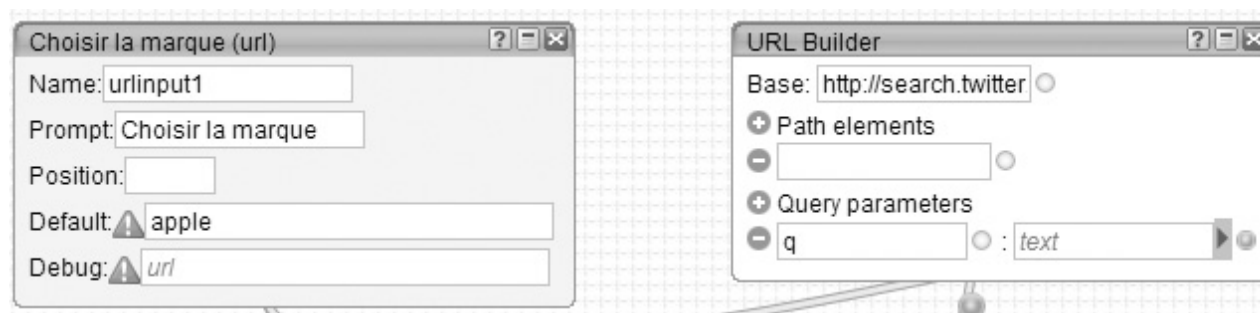 Choisir la marque (url)
Name: urlinput1
Prompt: Choisir la marque
Position:
Default: apple
Debug: url
URL Builder
Base: http://search.twitter
Path elements
Query parameters
q : text